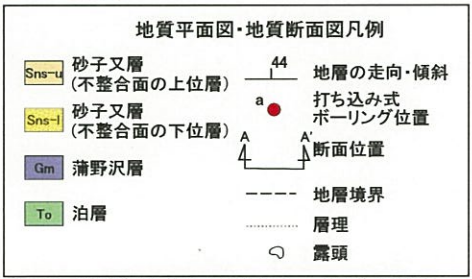 地質平面図・地質断面図凡例
Sns-u 砂子又層
(不整合面の上位層)
Sns-l 砂子又層
(不整合面の下位層)
Gm 蒲野沢層
To 泊層
44 地層の走向・傾斜
a 打ち込み式
ボーリング位置
A A' 断面位置
地層境界
層理
露頭